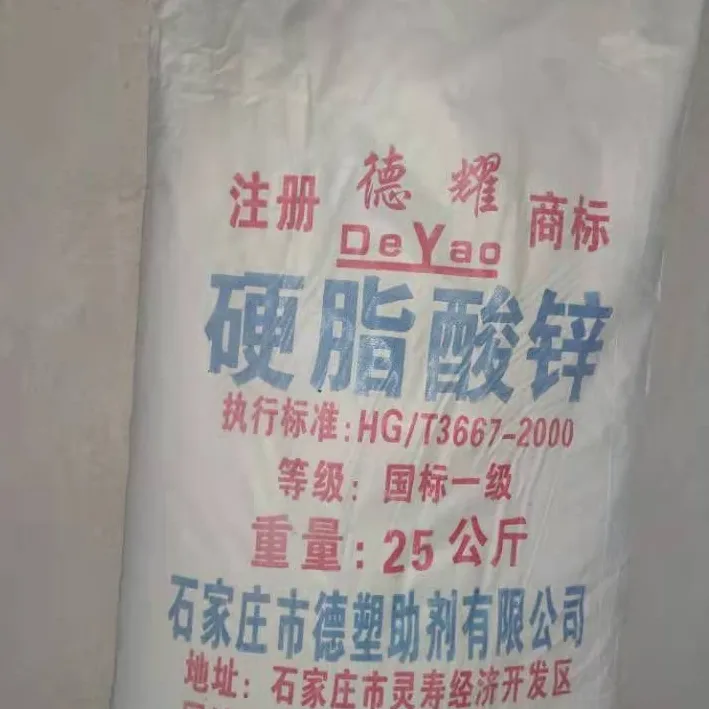 注册 德耀 商标
DeYao
硬脂酸锌
执行标准:HG/T3667-2000
等级:国标一级
重量:25公斤
石家庄市德塑助剂有限公司
地址:石家庄市灵寿经济开发区